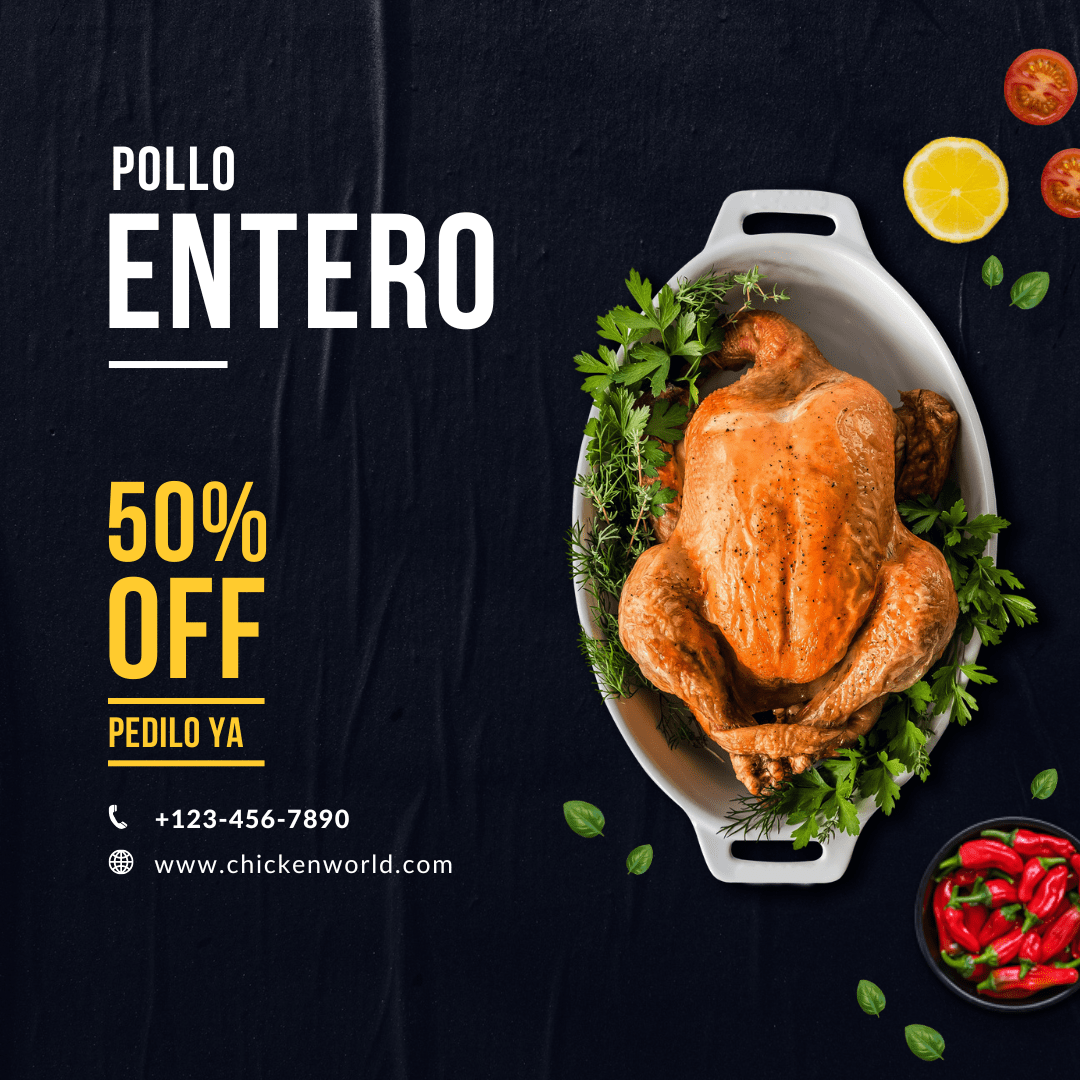 POLLO
ENTERO
50%
OFF
PEDILO YA
+123-456-7890
www.chickenworld.com